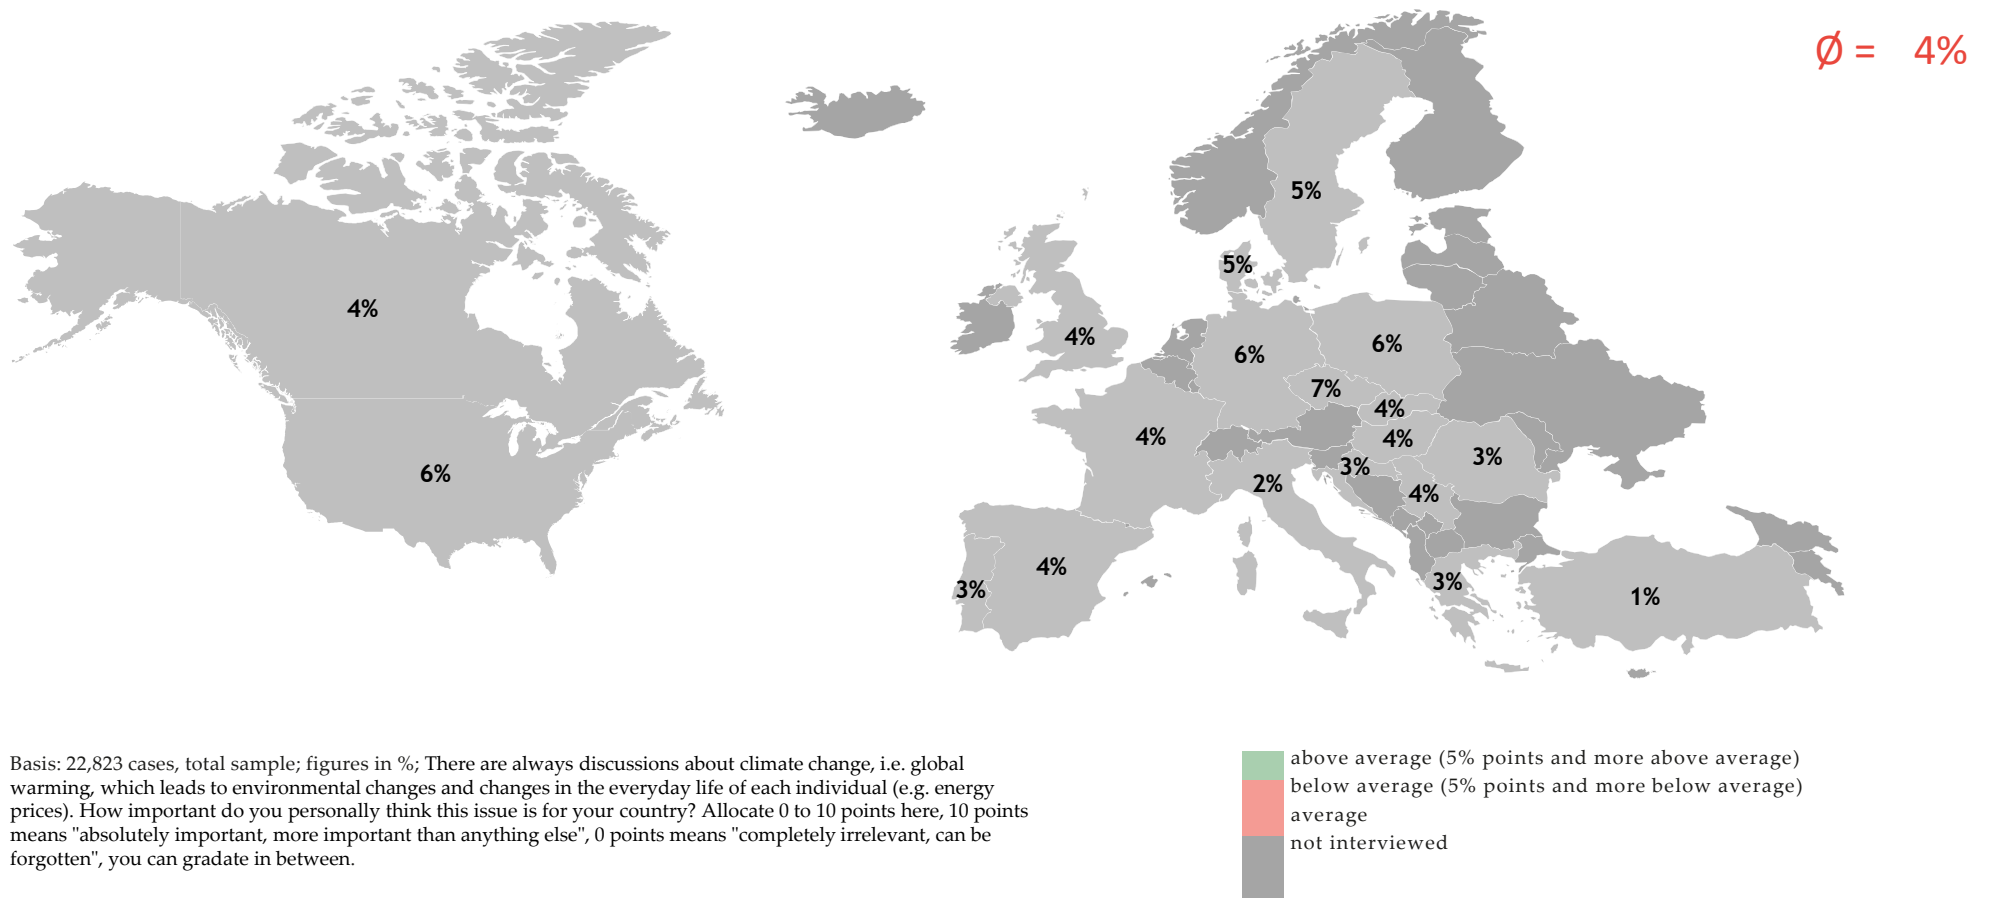 Ø = 4%
5%
5%
4%
4%
6%
6%
7%
4%
4%
4%
3%
3%
2%
4%
6%
4%
3%
3%
1%
Basis: 22,823 cases, total sample; figures in %; There are always discussions about climate change, i.e. global
warming, which leads to environmental changes and changes in the everyday life of each individual (e.g. energy
prices). How important do you personally think this issue is for your country? Allocate 0 to 10 points here, 10 points
means "absolutely important, more important than anything else", 0 points means "completely irrelevant, can be
forgotten", you can gradate in between.
above average (5% points and more above average)
below average (5% points and more below average)
average
not interviewed